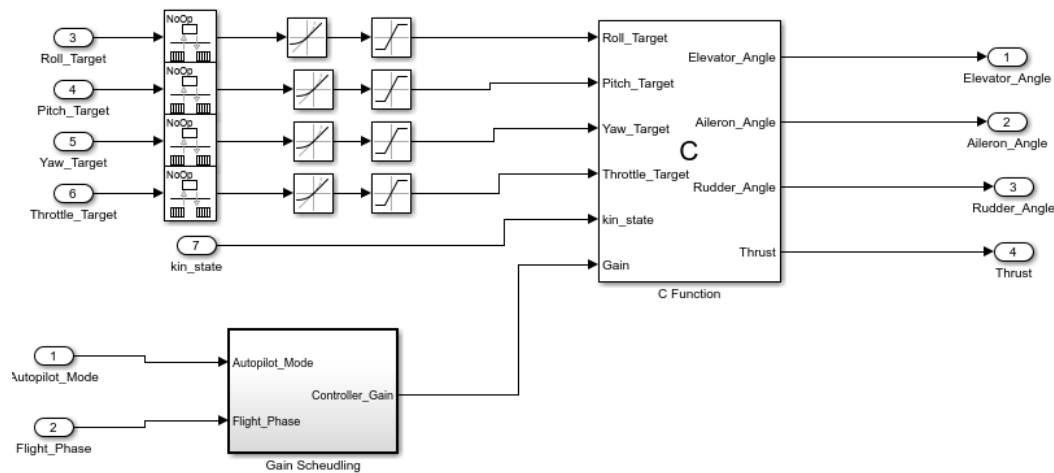 NoOp
3
Roll_Target
NoOp
4
Pitch_Target
NoOp
5
Yaw_Target
NoOp
6
Throttle_Target
7
kin_state
Roll_Target
Pitch_Target
Yaw_Target
Throttle_Target
kin_state
Gain
C
Elevator_Angle
Aileron_Angle
Rudder_Angle
Thrust
C Function
1
Elevator_Angle
2
Aileron_Angle
3
Rudder_Angle
4
Thrust
1
Autopilot_Mode
2
Flight_Phase
Autopilot_Mode
Flight_Phase
Controller_Gain
Gain Scheudling